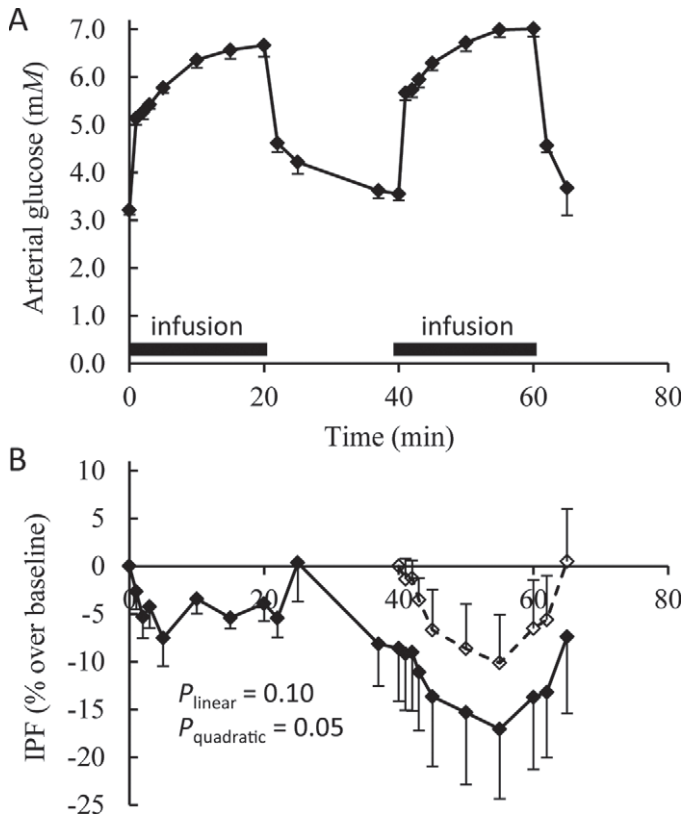 A
7.0
6.0
5.0
4.0
3.0
2.0
1.0
0.0
Arterial glucose (mM)
infusion
infusion
0
20
40
60
80
Time (min)
B
10
5
0
-5
-10
-15
-20
-25
IPF (% over baseline)
0
20
40
60
80
Plinear = 0.10
Pquadratic = 0.05